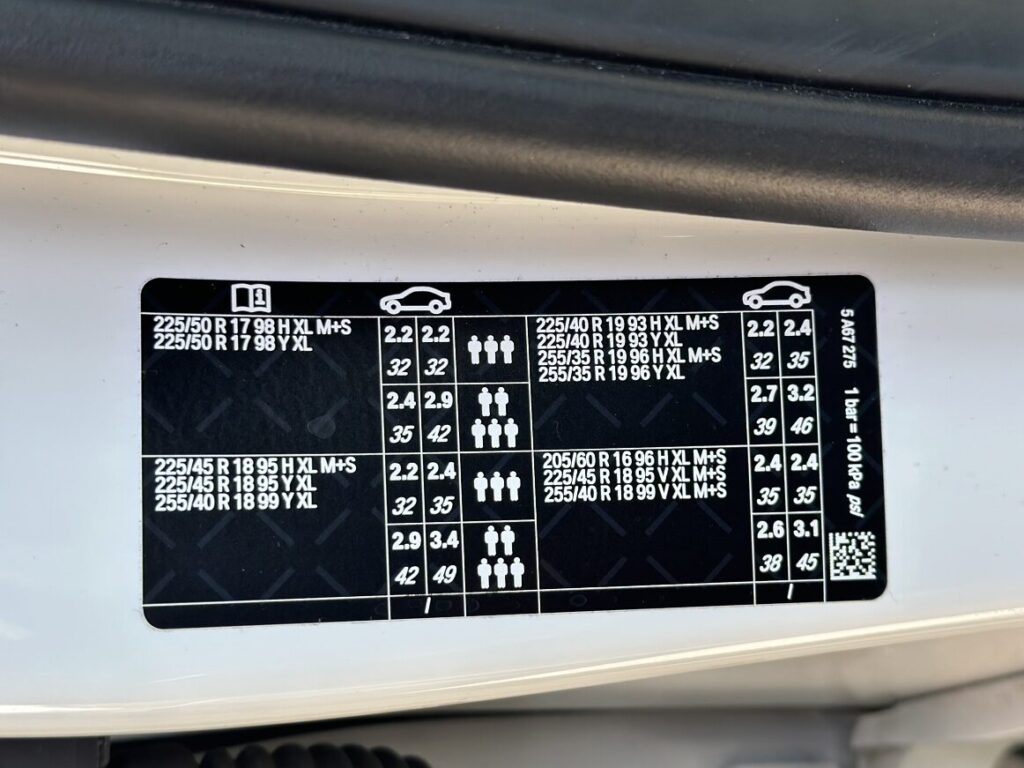 i
225/50 R 17 98 H XL M+S
225/50 R 17 98 Y XL
2.2 2.2
32 32
2.4 2.9
35 42
225/40 R 19 93 H XL M+S
225/40 R 19 93 Y XL
255/35 R 19 96 H XL M+S
255/35 R 19 96 Y XL
2.2 2.4
32 35
2.7 3.2
39 46
225/45 R 18 95 H XL M+S
225/45 R 18 95 Y XL
255/40 R 18 99 Y XL
2.2 2.4
32 35
2.9 3.4
42 49
/
205/60 R 16 96 H XL M+S
225/45 R 18 95 V XL M+S
255/40 R 18 99 V XL M+S
2.4 2.4
35 35
2.6 3.1
38 45
/
5 A67 275 1 bar = 100 kPa psi